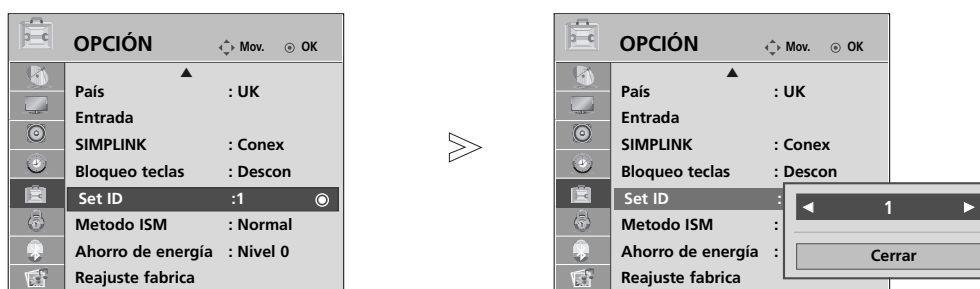 OPCIÓN Mov. OK
País : UK
Entrada
SIMPLINK : Conex
Bloqueo teclas : Descon
Set ID :1
Metodo ISM : Normal
Ahorro de energía : Nivel 0
Reajuste fabrica
OPCIÓN Mov. OK
País : UK
Entrada
SIMPLINK : Conex
Bloqueo teclas : Descon
Set ID :
Metodo ISM :
Ahorro de energía :
Reajuste fabrica
1
Cerrar